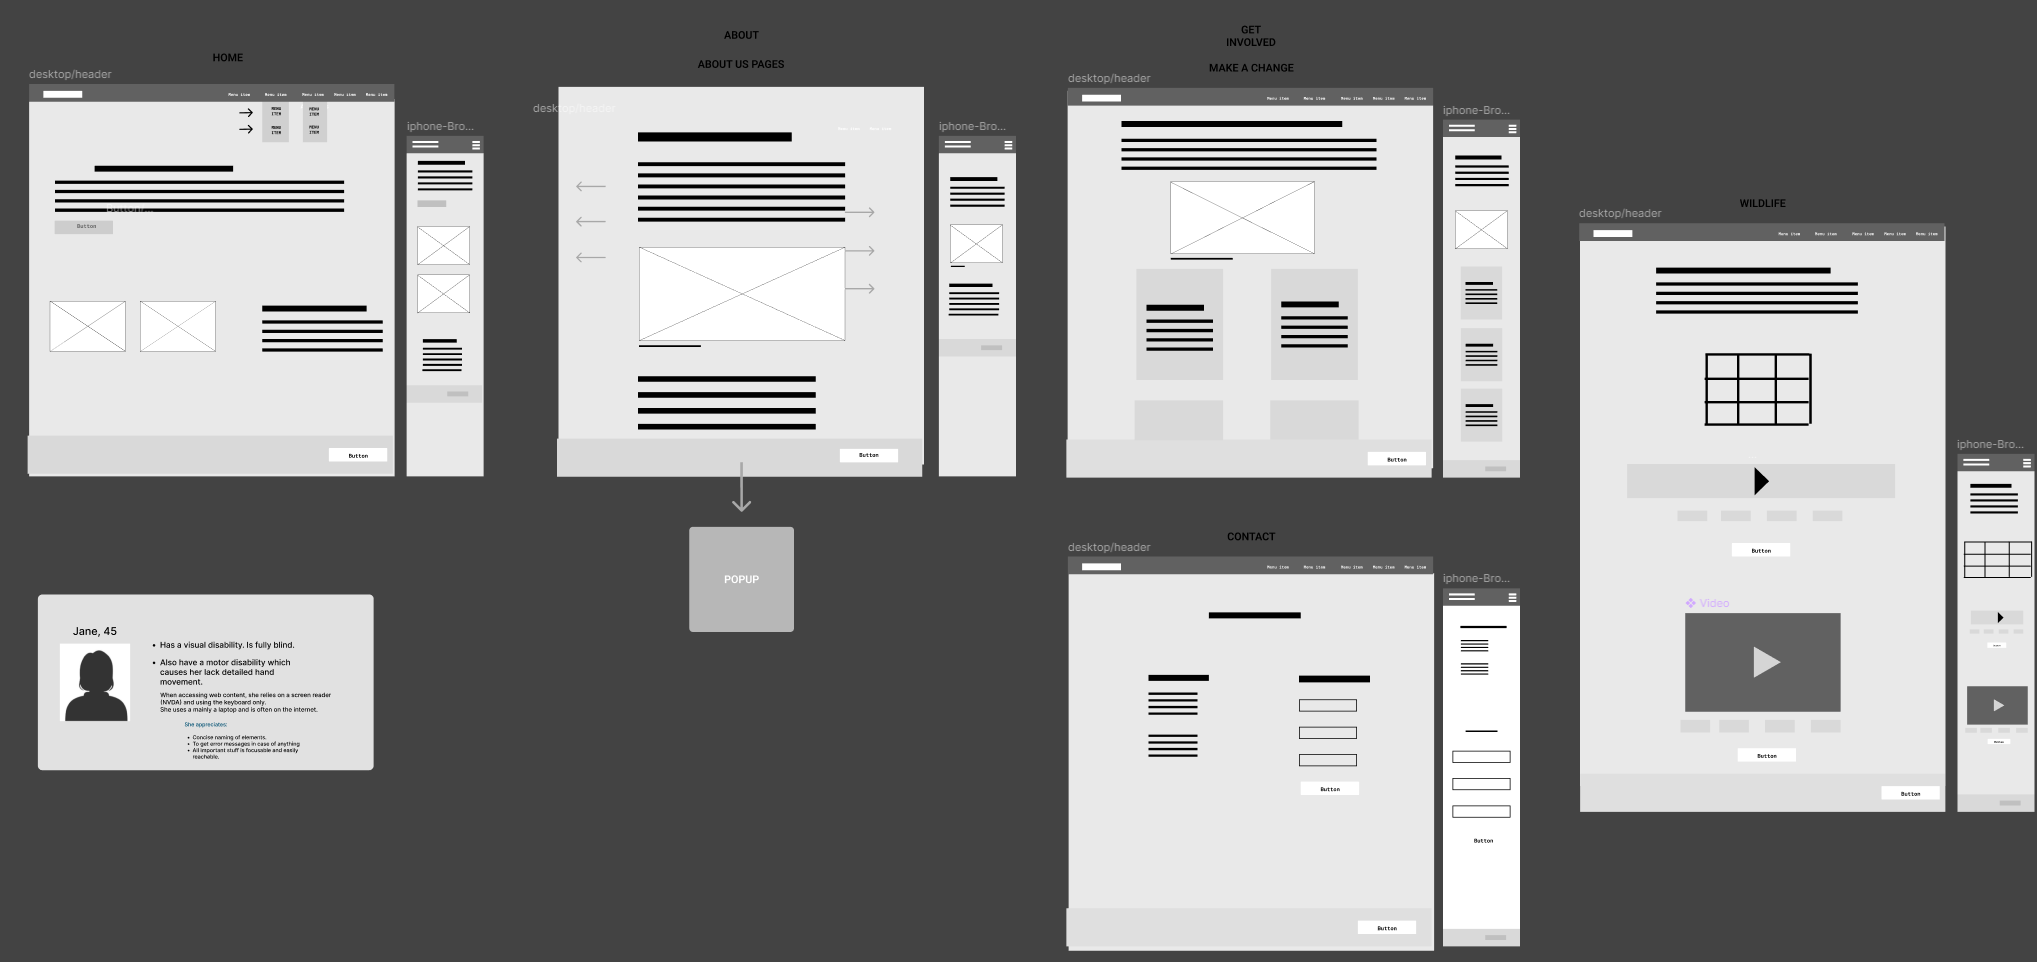 HOME
desktop/header
Menu item Menu item Menu item Menu item Menu item
MENU ITEM
MENU ITEM
MENU ITEM
MENU ITEM
Button
Button
iphone-Bro...
ABOUT
ABOUT US PAGES
desktop/header
Menu item Menu item
Button
POPUP
iphone-Bro...
GET
INVOLVED
MAKE A CHANGE
desktop/header
Menu item Menu item Menu item Menu item Menu item
Button
iphone-Bro...
CONTACT
desktop/header
Menu item Menu item Menu item Menu item Menu item
Button
Button
iphone-Bro...
Button
WILDLIFE
desktop/header
Menu item Menu item Menu item Menu item Menu item
Button
Video
Button
Button
iphone-Bro...
Jane, 45
• Has a visual disability. Is fully blind.
• Also have a motor disability which
causes her lack detailed hand
movement.
When accessing web content, she relies on a screen reader
(NVDA) and using the keyboard only.
She uses a mainly a laptop and is often on the internet.
She appreciates:
• Concise naming of elements.
• To get error messages in case of anything
• All important stuff is focusable and easily
reachable.